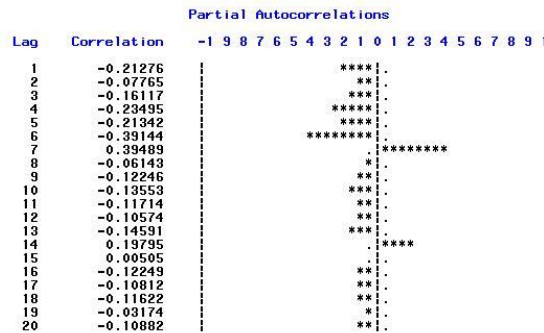 Partial Autocorrelations
Lag Correlation -1 9 8 7 6 5 4 3 2 1 0 1 2 3 4 5 6 7 8 9 1
1 -0.21276 | ****|.
2 -0.07765 | **|.
3 -0.16117 | ***|.
4 -0.23495 | *****|.
5 -0.21342 | ****|.
6 -0.39144 | ********|.
7 0.39489 | .|********
8 -0.06143 | *|.
9 -0.12246 | **|.
10 -0.13553 | ***|.
11 -0.11714 | **|.
12 -0.10574 | **|.
13 -0.14591 | ***|.
14 0.19795 | .|****
15 0.00505 | .|.
16 -0.12249 | **|.
17 -0.10812 | **|.
18 -0.11622 | **|.
19 -0.03174 | *|.
20 -0.10882 | **|.